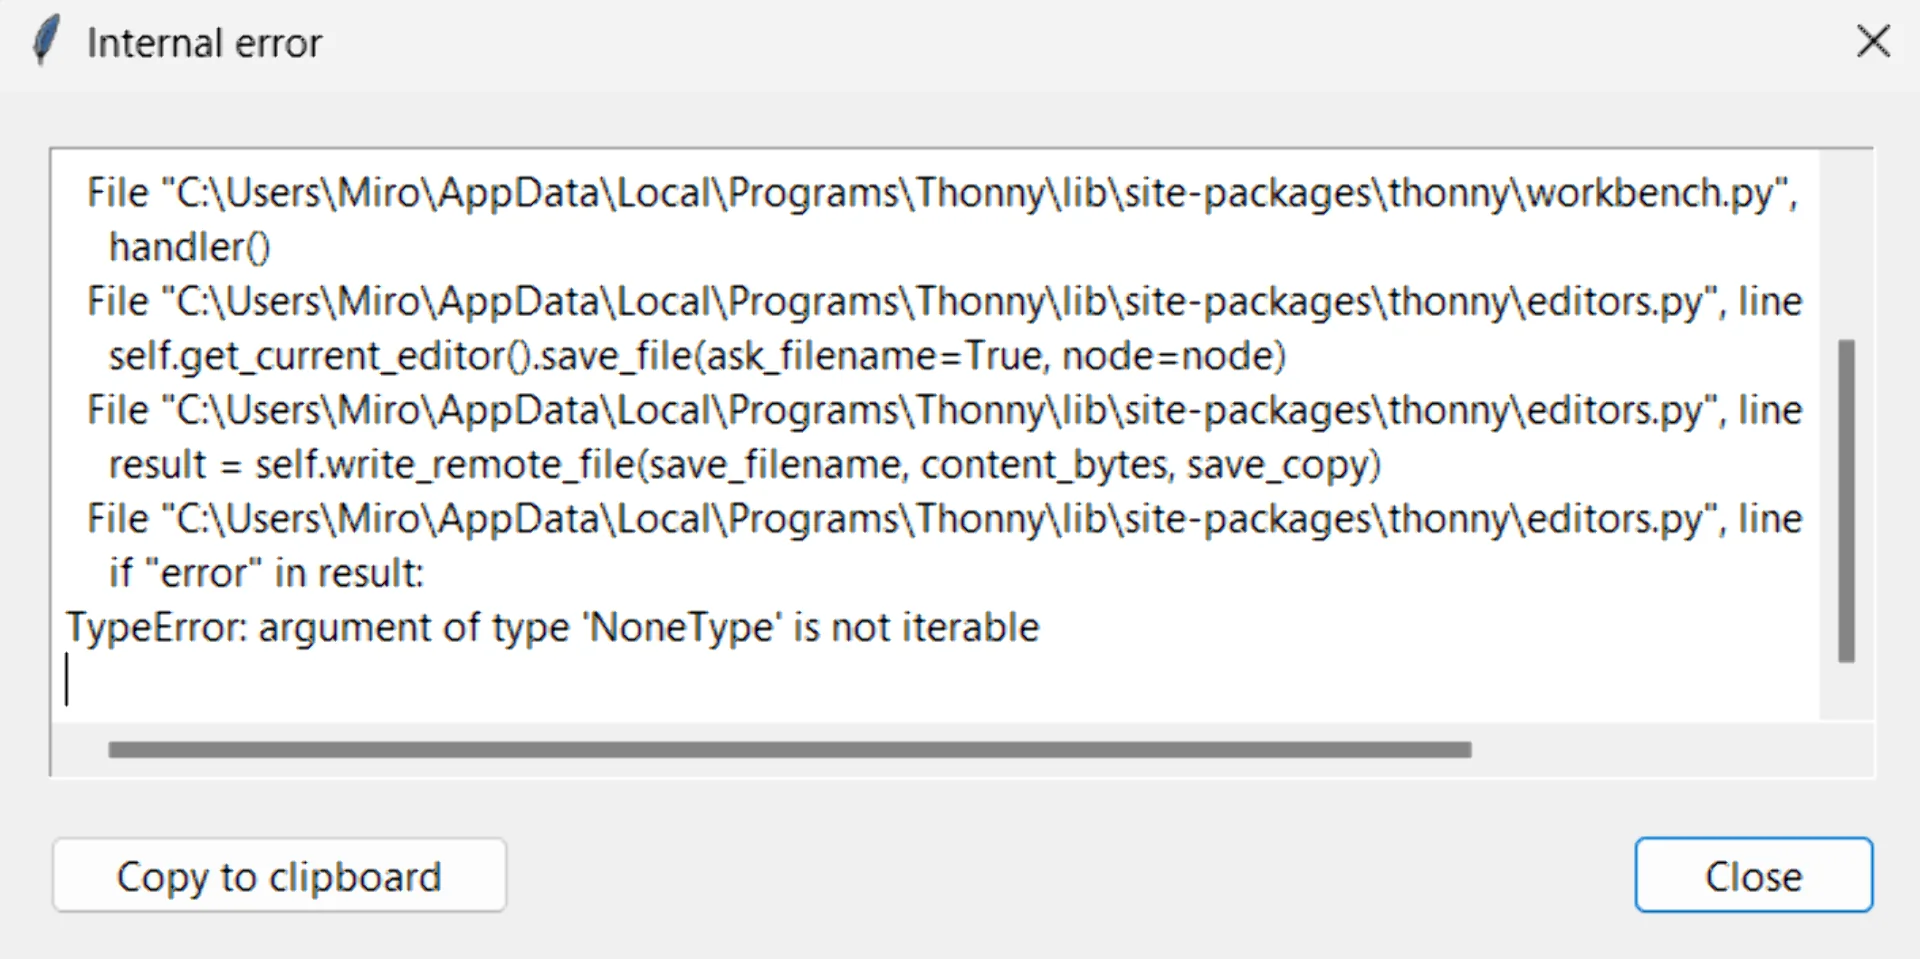 Internal error
File "C:\Users\Miro\AppData\Local\Programs\Thonny\lib\site-packages\thonny\workbench.py",
handler()
File "C:\Users\Miro\AppData\Local\Programs\Thonny\lib\site-packages\thonny\editors.py", line
self.get_current_editor().save_file(ask_filename=True, node=node)
File "C:\Users\Miro\AppData\Local\Programs\Thonny\lib\site-packages\thonny\editors.py", line
result = self.write_remote_file(save_filename, content_bytes, save_copy)
File "C:\Users\Miro\AppData\Local\Programs\Thonny\lib\site-packages\thonny\editors.py", line
if "error" in result:
TypeError: argument of type 'NoneType' is not iterable
Copy to clipboard
Close